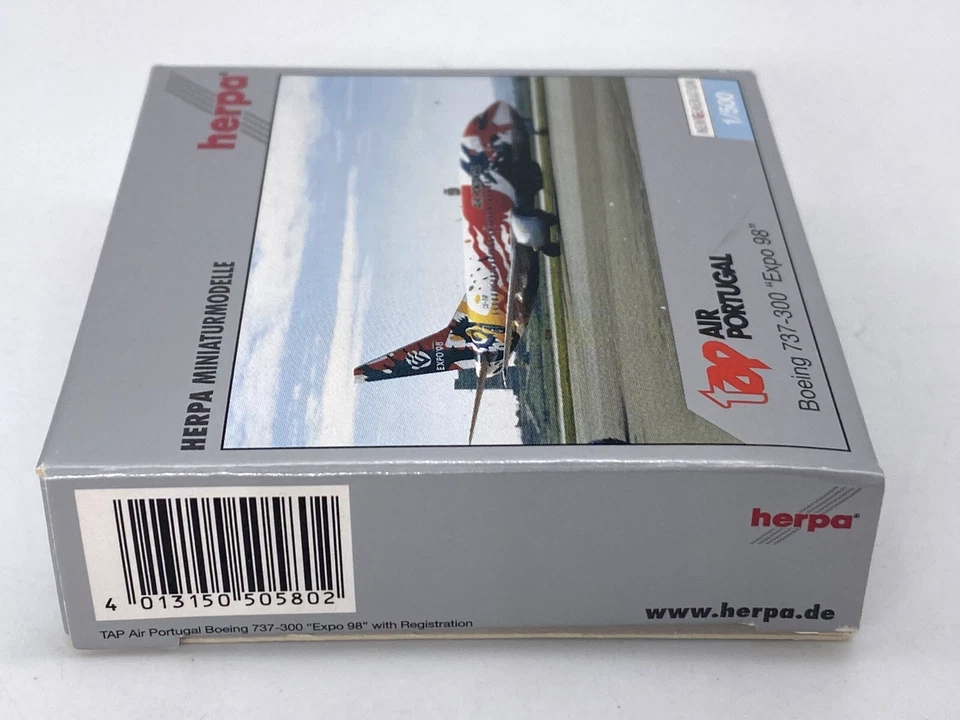 herpa®
HERPA MINIATURMODELLE
1/500
EXPO'98
tap AIR
PORTUGAL
Boeing 737-300 "Expo 98"
herpa®
4 013150 505802
www.herpa.de
TAP Air Portugal Boeing 737-300 "Expo 98" with Registration